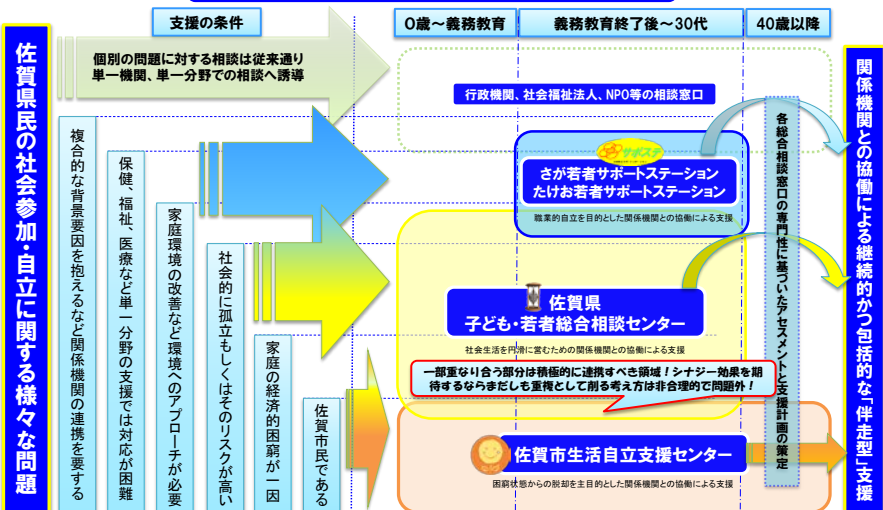 支援の条件
0歳～義務教育
義務教育終了後～30代
40歳以降
佐賀県民の社会参加・自立に関する様々な問題
個別の問題に対する相談は従来通り
単一機関、単一分野での相談へ誘導
複合的な背景要因を抱えるなど関係機関の連携を要する
保健、福祉、医療など単一分野の支援では対応が困難
家庭環境の改善など環境へのアプローチが必要
社会的に孤立もしくはそのリスクが高い
家庭の経済的困窮が一因
佐賀市民である
行政機関、社会福祉法人、NPO等の相談窓口
サポステ
さが若者サポートステーション
たけお若者サポートステーション
職業的自立を目的とした関係機関との協働による支援
佐賀県
子ども・若者総合相談センター
社会生活を円滑に営むための関係機関との協働による支援
一部重なり合う部分は積極的に連携すべき領域！シナジー効果を期
待するならまだしも重複として削る考え方は非合理的で問題外！
佐賀市生活自立支援センター
困窮状態からの脱却を主目的とした関係機関との協働による支援
各総合相談窓口の専門性に基づいたアセスメントと支援計画の策定
関係機関との協働による継続的かつ包括的な「伴走型」支援